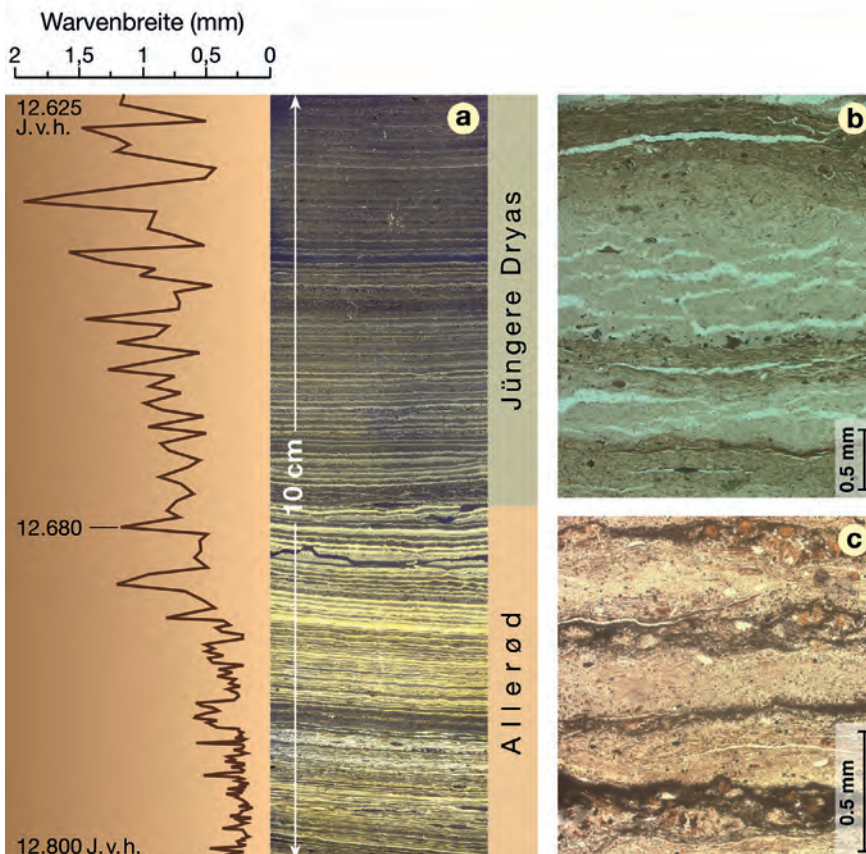 Warvenbreite (mm)
2 1,5 1 0,5 0
12.625
J. v. h.
12.680
12.800 J. v. h.
10 cm
a
Jüngere Dryas
Allerød
b
0.5 mm
c
0.5 mm